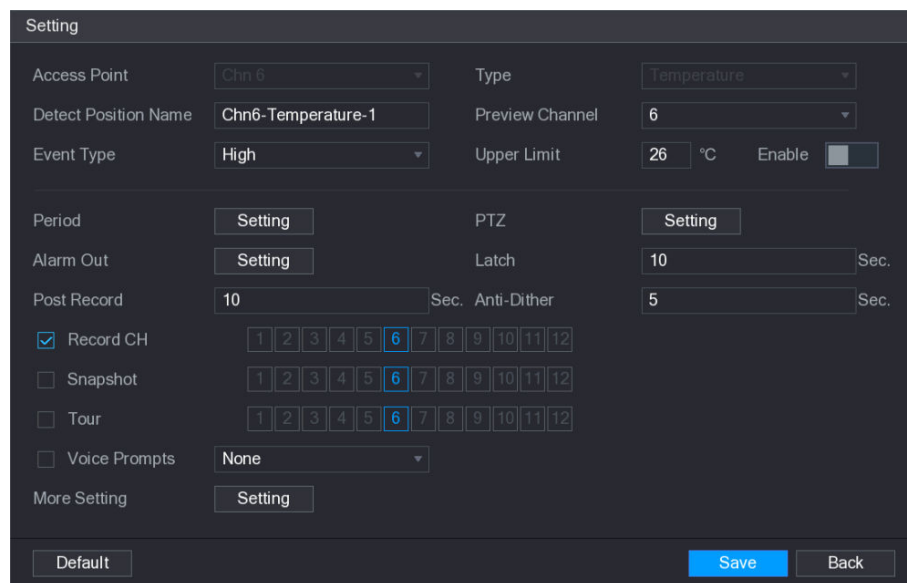 Setting
Access Point Chn 6 Type Temperature
Detect Position Name Chn6-Temperature-1 Preview Channel 6
Event Type High Upper Limit 26 °C Enable
Period Setting PTZ Setting
Alarm Out Setting Latch 10 Sec.
Post Record 10 Sec. Anti-Dither 5 Sec.
Record CH 1 2 3 4 5 6 7 8 9 10 11 12
Snapshot 1 2 3 4 5 6 7 8 9 10 11 12
Tour 1 2 3 4 5 6 7 8 9 10 11 12
Voice Prompts None
More Setting Setting
Default Save Back